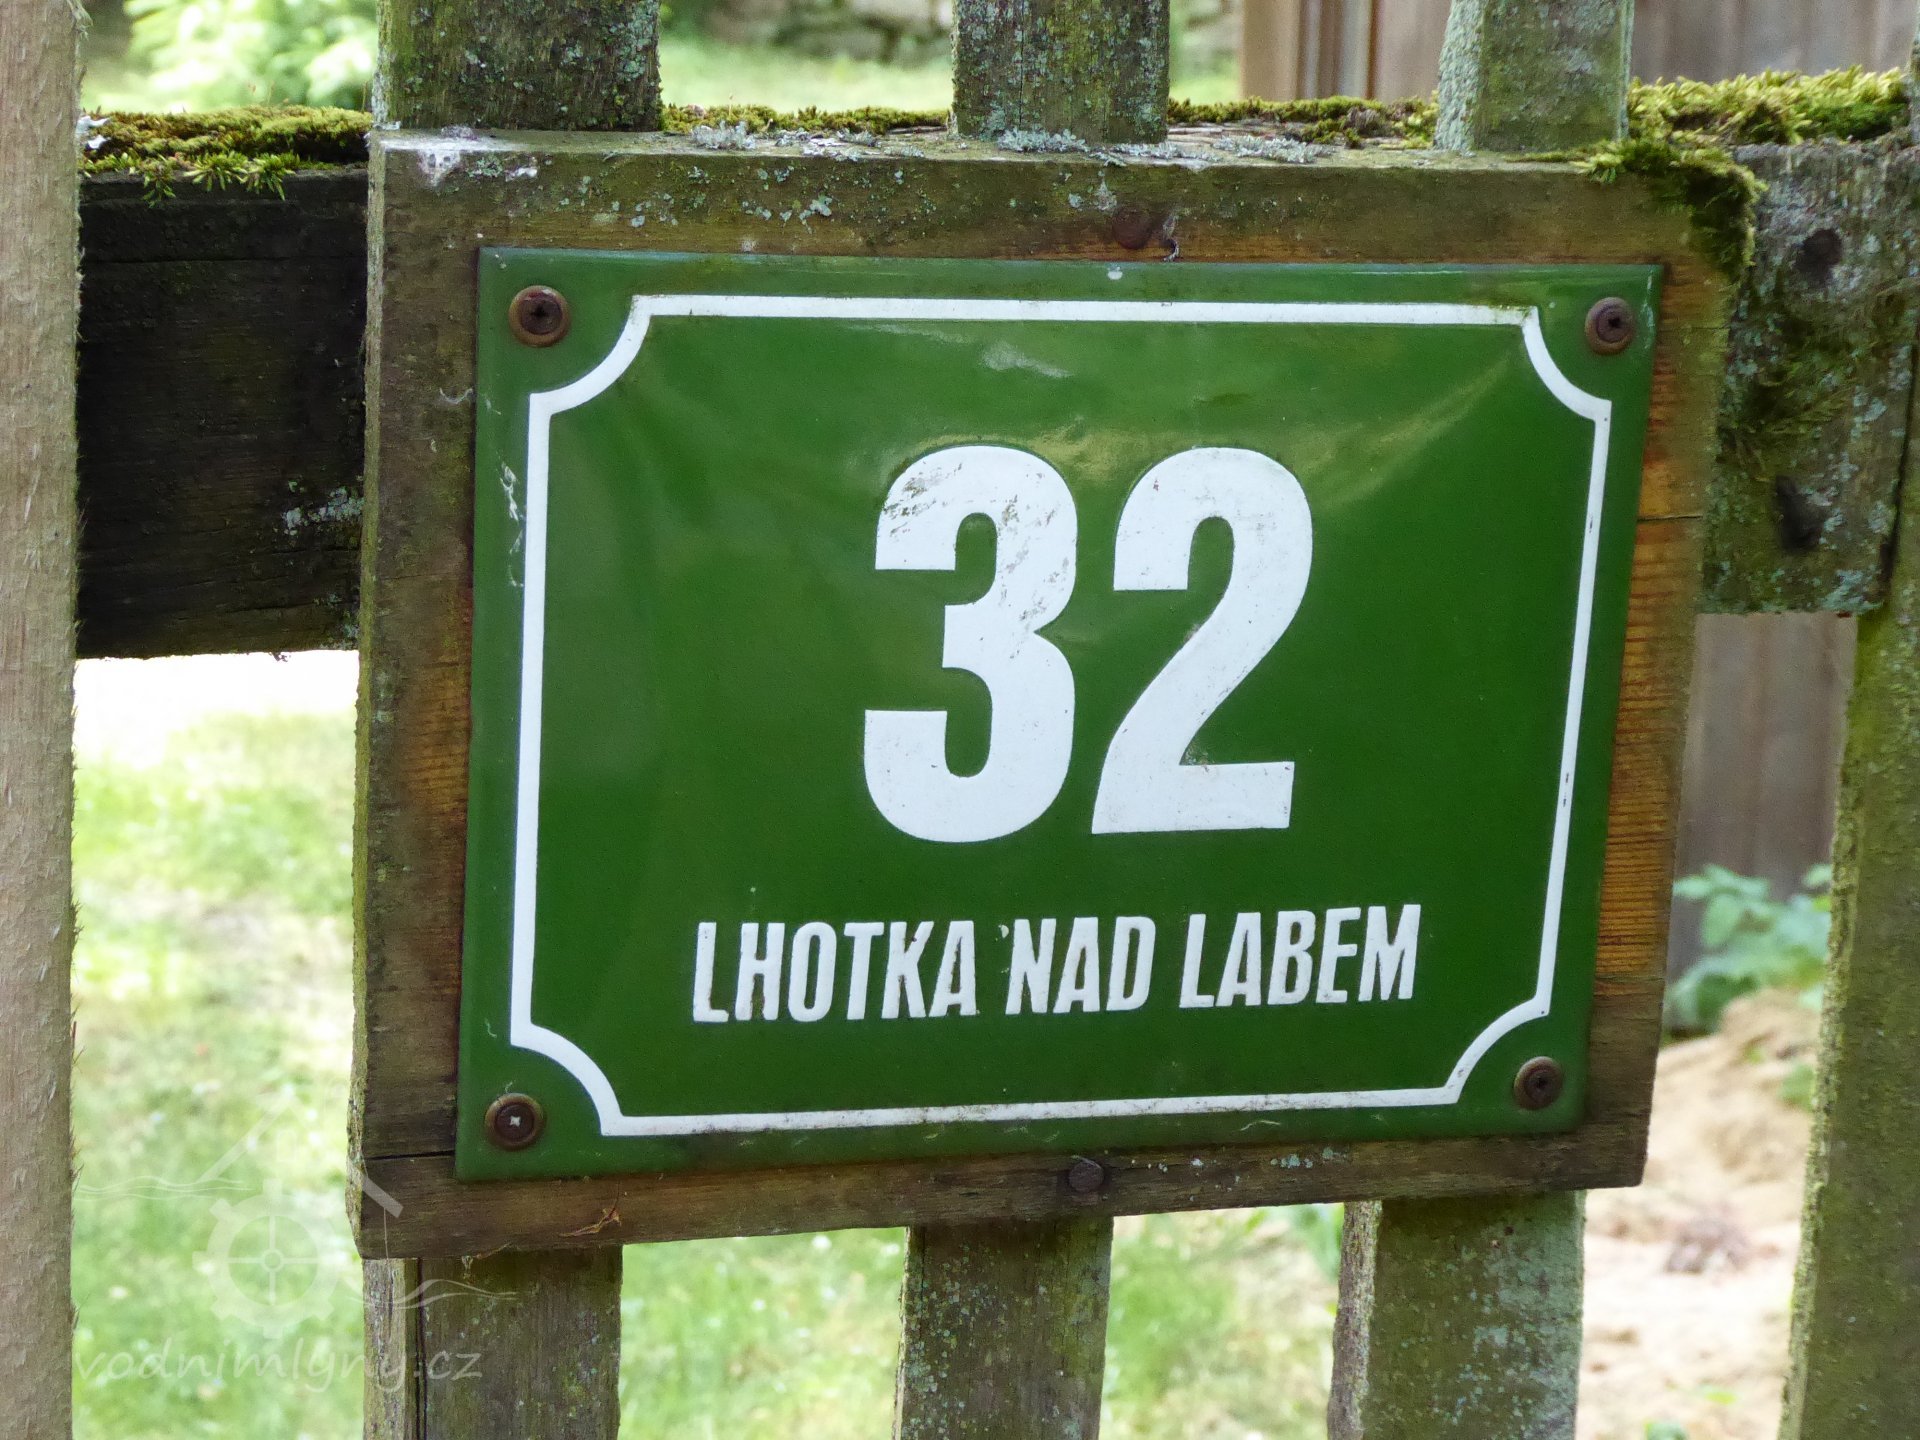 32
LHOTKA NAD LABEM
vodnimlyny.cz